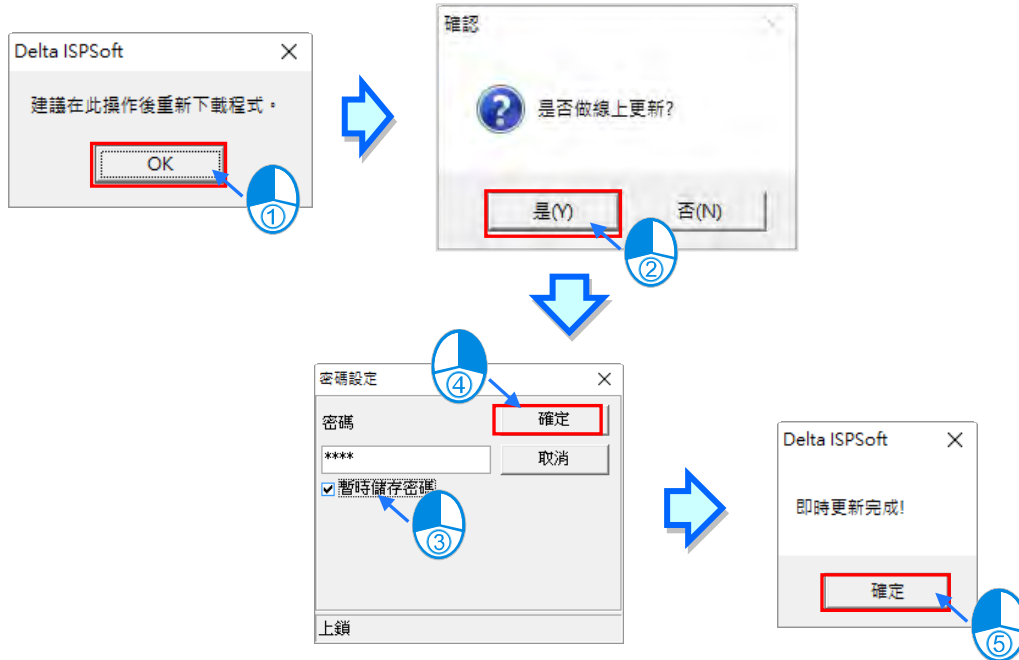 Delta ISPSoft
建議在此操作後重新下載程式。
OK
①
確認
是否做線上更新?
是(Y)
否(N)
②
密碼設定
④
密碼
確定
****
取消
暫時儲存密碼
③
上鎖
Delta ISPSoft
即時更新完成!
確定
⑤